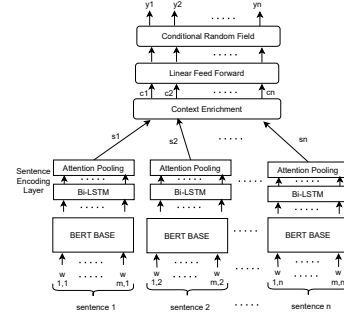 y1 y2 ..... yn
Conditional Random Field
.....
Linear Feed Forward
c1 c2 ..... cn
Context Enrichment
s1 s2 ..... sn
Sentence Encoding Layer
Attention Pooling Attention Pooling Attention Pooling
..... ..... .....
Bi-LSTM Bi-LSTM ..... Bi-LSTM
..... ..... .....
BERT BASE BERT BASE ..... BERT BASE
..... ..... .....
w w w w w w
1,1 m,1 1,2 m,2 ..... 1,n m,n
sentence 1 sentence 2 ..... sentence n